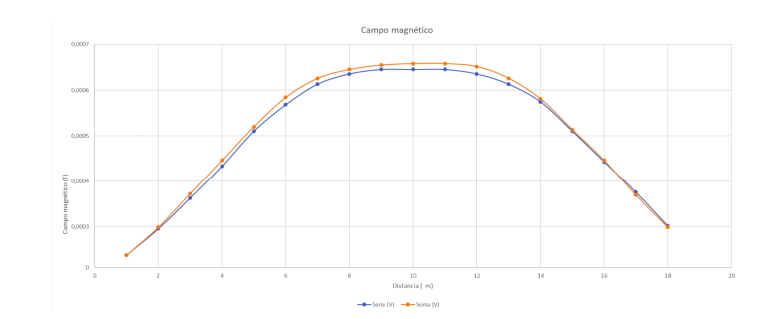 Campo magnético
0,0007
0,0006
0,0005
0,0004
0,0003
0
Campo magnético (T)
0 2 4 6 8 10 12 14 16 18 20
Distancia ( m)
Serie (V) Soma (V)